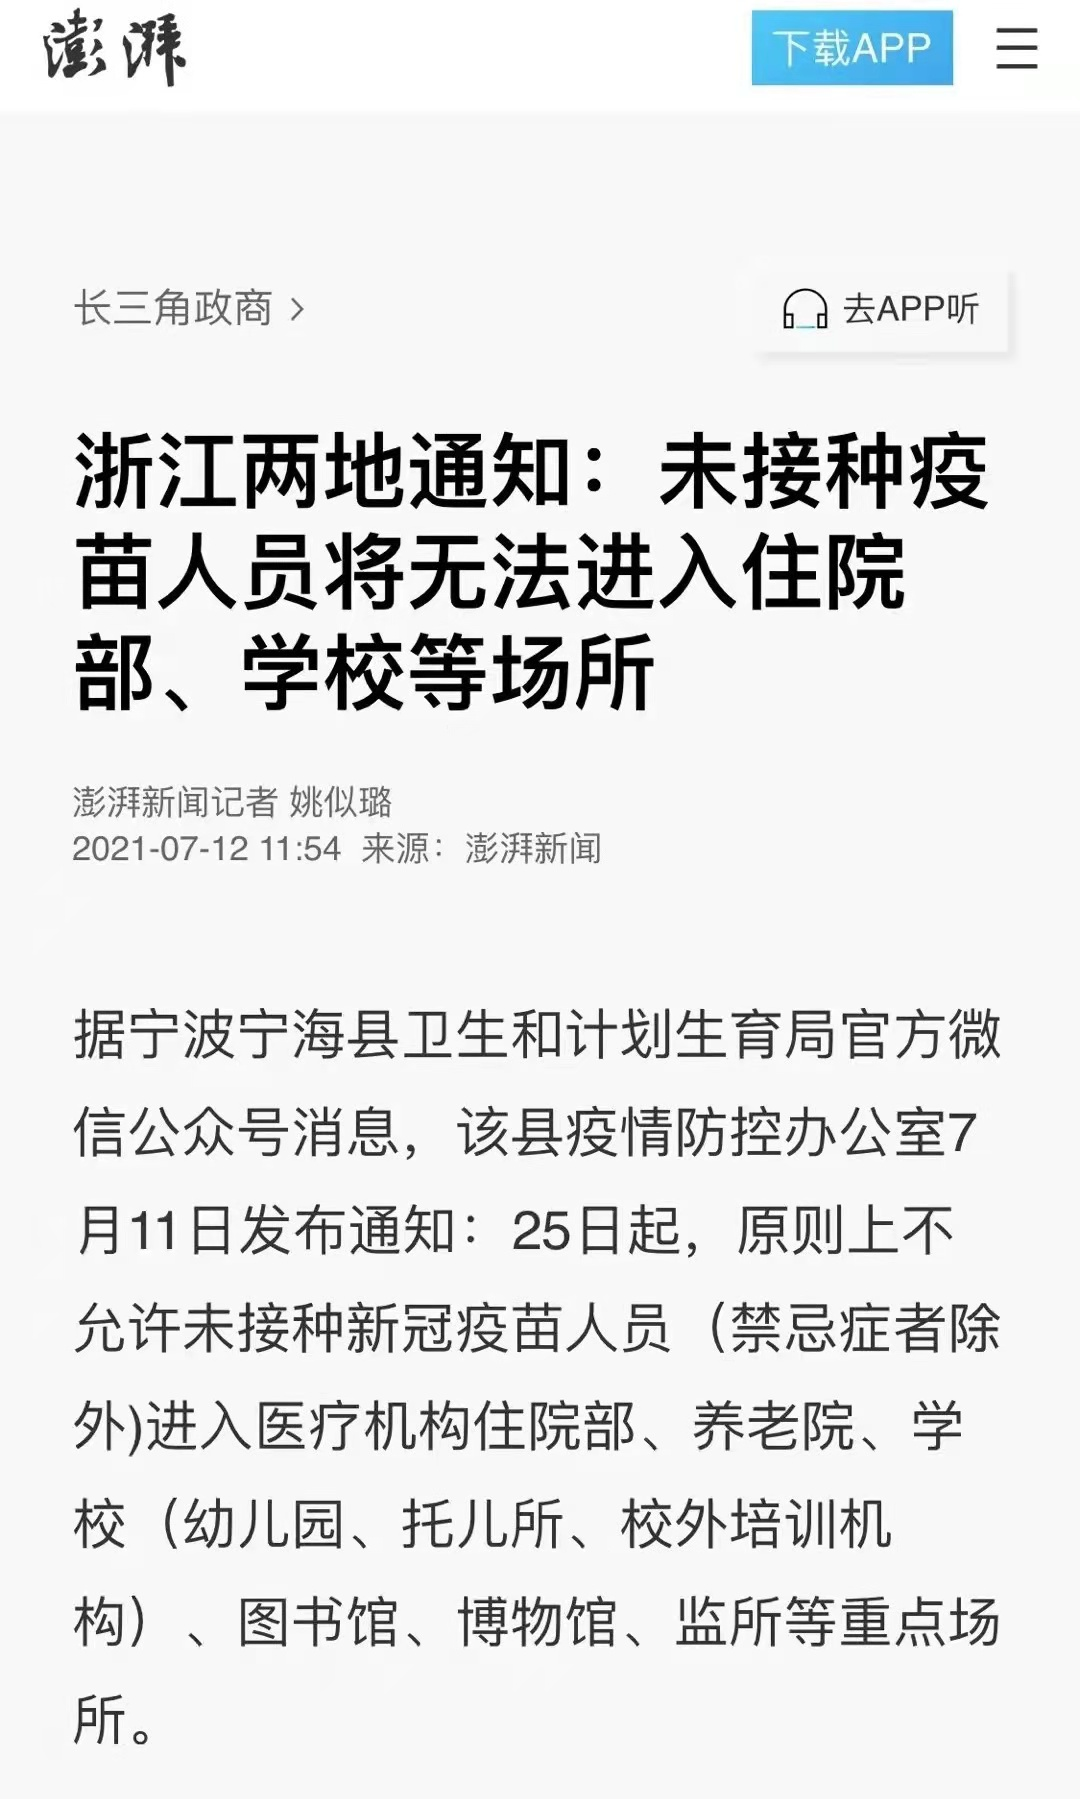 澎湃
下载APP
长三角政商
去APP听
浙江两地通知：未接种疫
苗人员将无法进入住院
部、学校等场所
澎湃新闻记者 姚似璐
2021-07-12 11:54 来源：澎湃新闻
据宁波宁海县卫生和计划生育局官方微
信公众号消息，该县疫情防控办公室7
月11日发布通知：25日起，原则上不
允许未接种新冠疫苗人员（禁忌症者除
外)进入医疗机构住院部、养老院、学
校（幼儿园、托儿所、校外培训机
构）、图书馆、博物馆、监所等重点场
所。